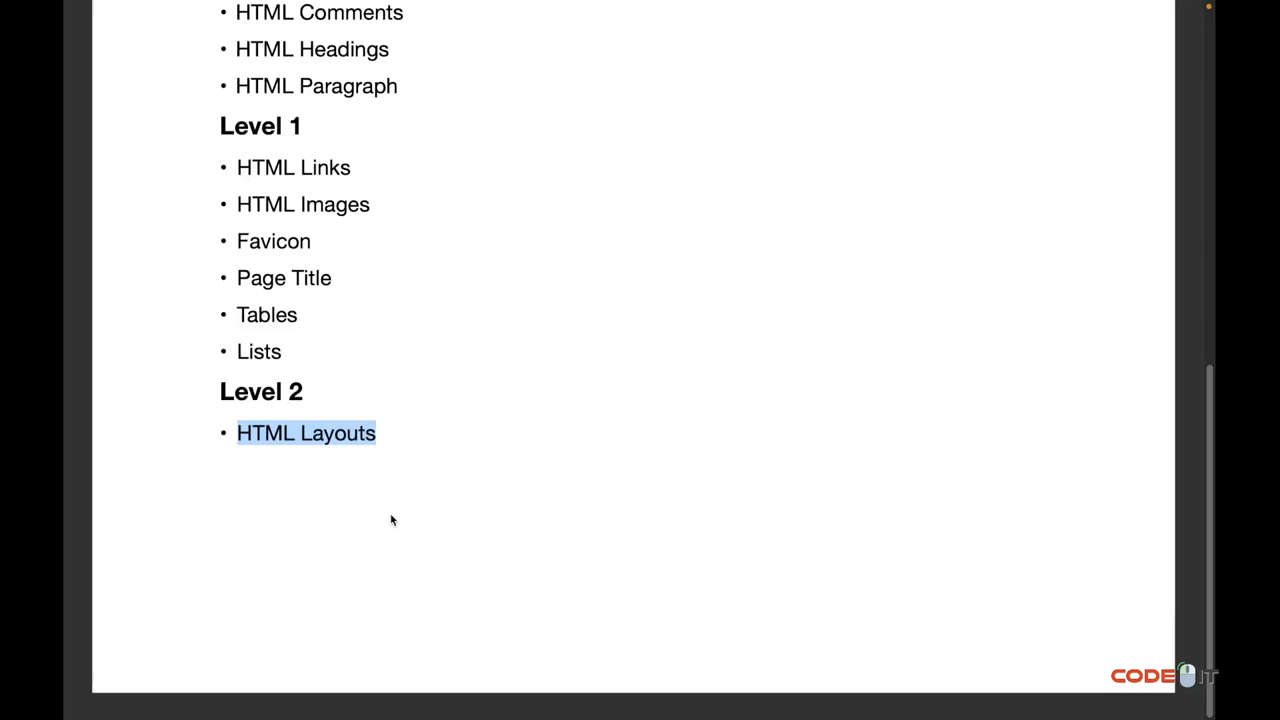 • HTML Comments
• HTML Headings
• HTML Paragraph
Level 1
• HTML Links
• HTML Images
• Favicon
• Page Title
• Tables
• Lists
Level 2
• HTML Layouts
CODE IT